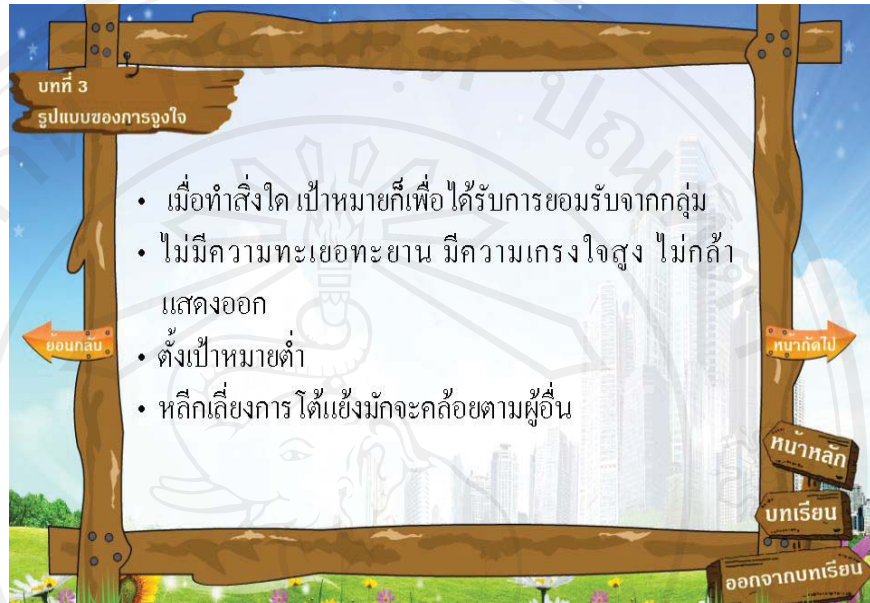 บทที่ 3
รูปแบบของการจูงใจ
• เมื่อทำสิ่งใด เป้าหมายก็เพื่อได้รับการยอมรับจากกลุ่ม
• ไม่มีความทะเยอทะยาน มีความเกรงใจสูง ไม่กล้า
แสดงออก
• ตั้งเป้าหมายต่ำ
• หลีกเลี่ยงการโต้แย้งมักจะคล้อยตามผู้อื่น
ย้อนกลับ
หน้าถัดไป
หน้าหลัก
บทเรียน
ออกจากบทเรียน